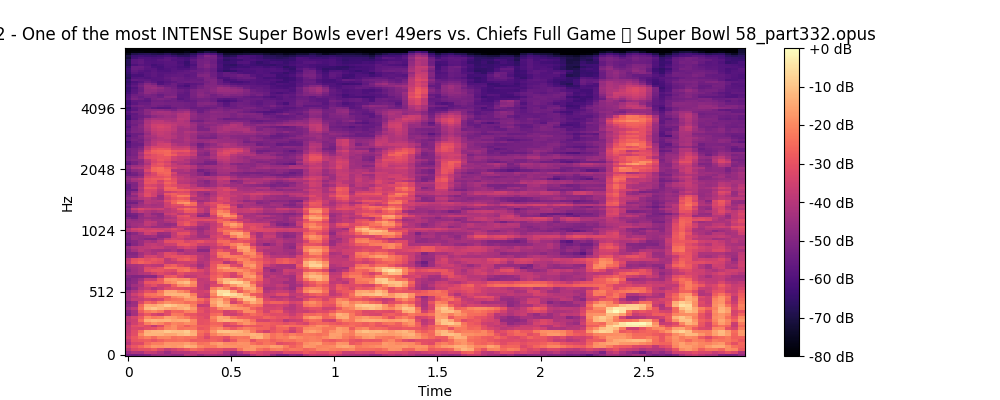 2 - One of the most INTENSE Super Bowls ever! 49ers vs. Chiefs Full Game ▯ Super Bowl 58_part332.opus
+0 dB
-10 dB
-20 dB
-30 dB
-40 dB
-50 dB
-60 dB
-70 dB
-80 dB
4096
2048
1024
512
0
Hz
0
0.5
1
1.5
2
2.5
Time